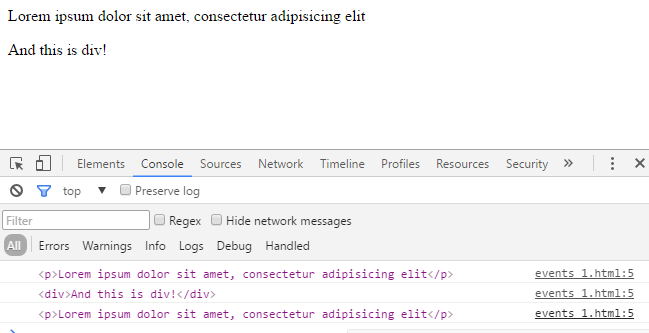 Lorem ipsum dolor sit amet, consectetur adipisicing elit
And this is div!
Elements Console Sources Network Timeline Profiles Resources Security »
top ▼ Preserve log
Filter Regex Hide network messages
All Errors Warnings Info Logs Debug Handled
<p>Lorem ipsum dolor sit amet, consectetur adipisicing elit</p> events 1.html:5
<div>And this is div!</div> events 1.html:5
<p>Lorem ipsum dolor sit amet, consectetur adipisicing elit</p> events 1.html:5